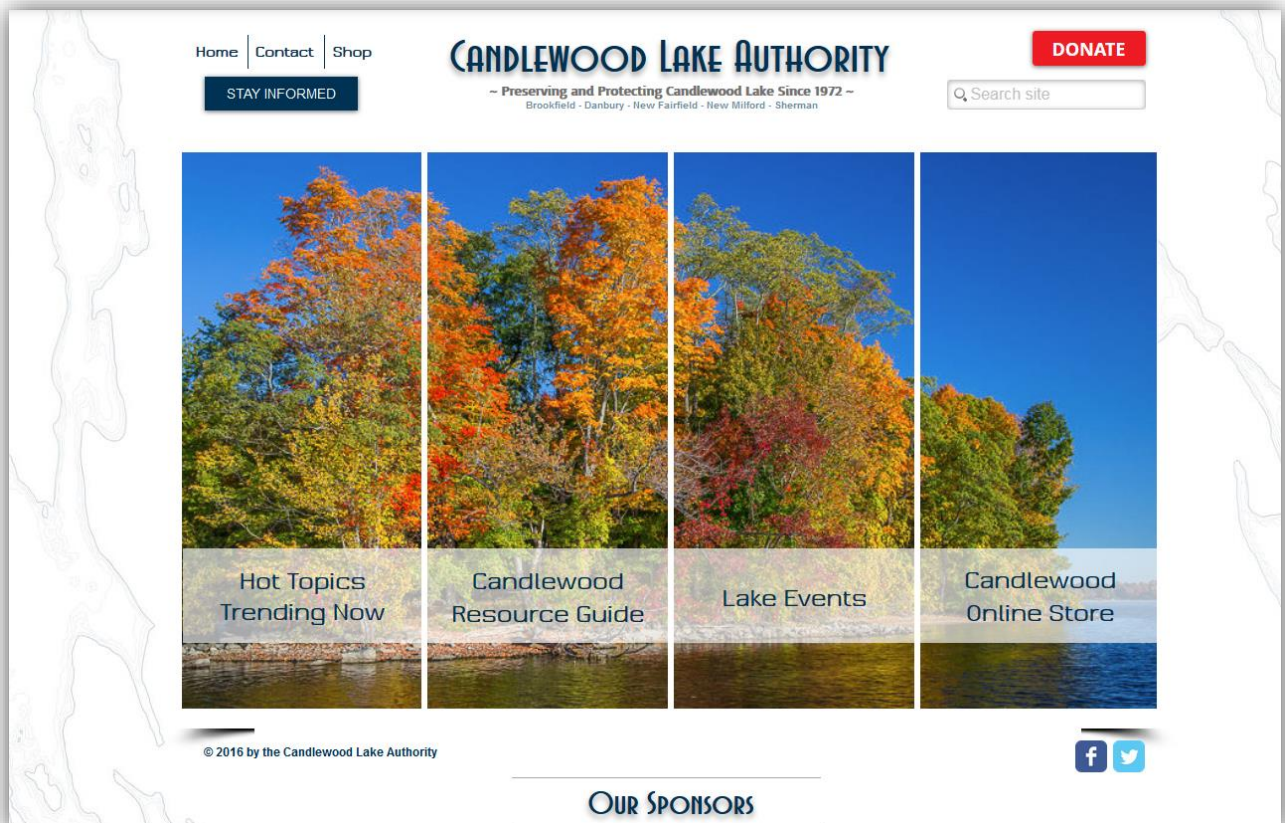 Home
Contact
Shop
STAY INFORMED
CANDLEWOOD LAKE AUTHORITY
~ Preserving and Protecting Candlewood Lake Since 1972 ~
Brookfield - Danbury - New Fairfield - New Milford - Sherman
DONATE
Search site
Hot Topics
Trending Now
Candlewood
Resource Guide
Lake Events
Candlewood
Online Store
© 2016 by the Candlewood Lake Authority
f
OUR SPONSORS